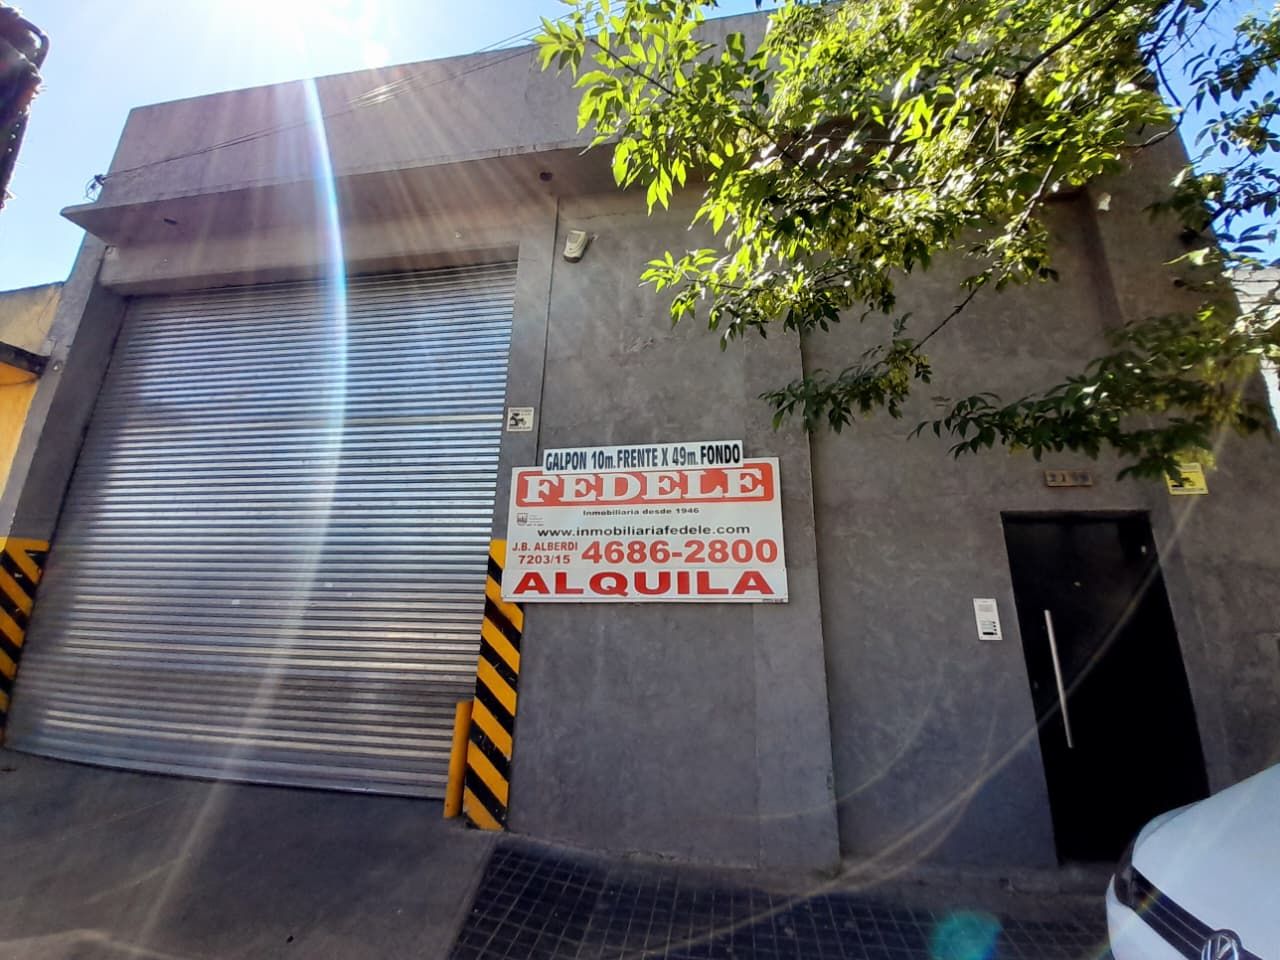 GALPON 10m. FRENTE X 49m. FONDO
FEDELE
Inmobiliaria desde 1946
www.inmobiliariafedele.com
J.B. ALBERDI
7203/15
4686-2800
ALQUILA